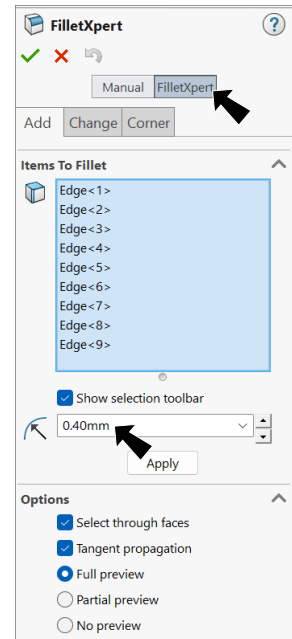 FilletXpert
?
Manual FilletXpert
Add Change Corner
Items To Fillet
Edge<1>
Edge<2>
Edge<3>
Edge<4>
Edge<5>
Edge<6>
Edge<7>
Edge<8>
Edge<9>
Show selection toolbar
0.40mm
Apply
Options
Select through faces
Tangent propagation
Full preview
Partial preview
No preview